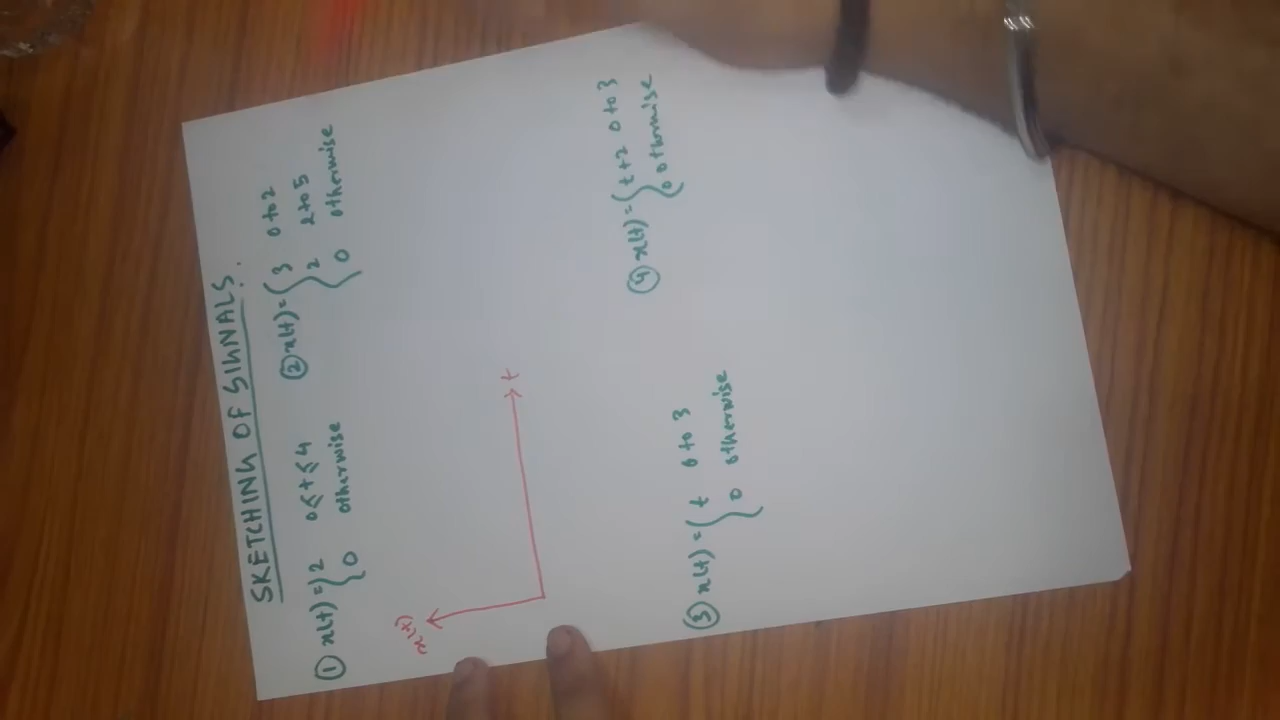 SKETCHING OF SIGNALS.
① x(t) = { 2 0≤t≤4
0 otherwise
② x(t) = { 3 0 to 2
2 2 to 5
0 otherwise
x(t)
t
③ x(t) = { t 0 to 3
0 otherwise
④ x(t) = { t+2 0 to 3
0 otherwise